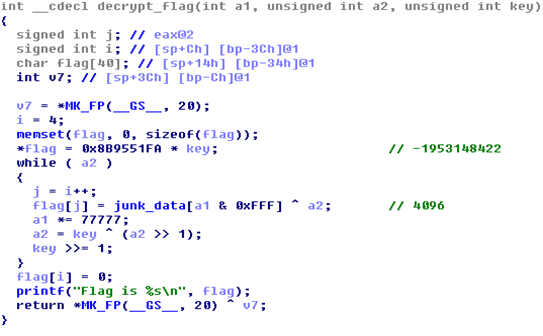 int __cdecl decrypt_flag(int a1, unsigned int a2, unsigned int key)
{
signed int j; // eax@2
signed int i; // [sp+Ch] [bp-3Ch]@1
char flag[40]; // [sp+14h] [bp-34h]@1
int v7; // [sp+3Ch] [bp-Ch]@1
v7 = *MK_FP(__GS__, 20);
i = 4;
memset(flag, 0, sizeof(flag));
*flag = 0x8B9551FA * key; // -1953148422
while ( a2 )
{
j = i++;
flag[j] = junk_data[a1 & 0xFFF] ^ a2; // 4096
a1 *= 77777;
a2 = key ^ (a2 >> 1);
key >>= 1;
}
flag[i] = 0;
printf("Flag is %s\n", flag);
return *MK_FP(__GS__, 20) ^ v7;
}